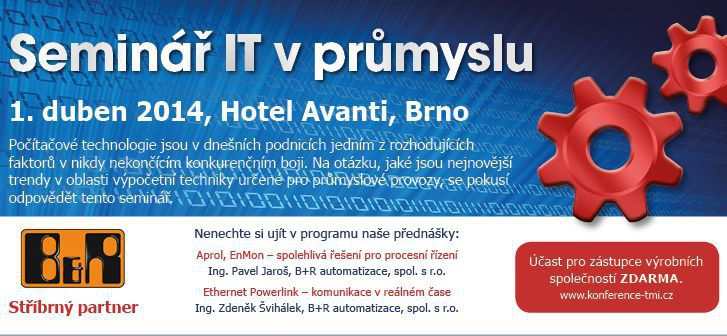 Seminář IT v průmyslu
1. duben 2014, Hotel Avanti, Brno
Počítačové technologie jsou v dnešních podnicích jedním z rozhodujících
faktorů v nikdy nekončícím konkurenčním boji. Na otázku, jaké jsou nejnovější
trendy v oblasti výpočetní techniky určené pro průmyslové provozy, se pokusí
odpovědět tento seminář.
B&R
Stříbrný partner
Nenechte si ujít v programu naše přednášky:
Aprol, EnMon – spolehlivá řešení pro procesní řízení
Ing. Pavel Jaroš, B+R automatizace, spol. s r.o.
Ethernet Powerlink – komunikace v reálném čase
Ing. Zdeněk Švihálek, B+R automatizace, spol. s r.o.
Účast pro zástupce výrobních
společností ZDARMA.
www.konference-tmi.cz